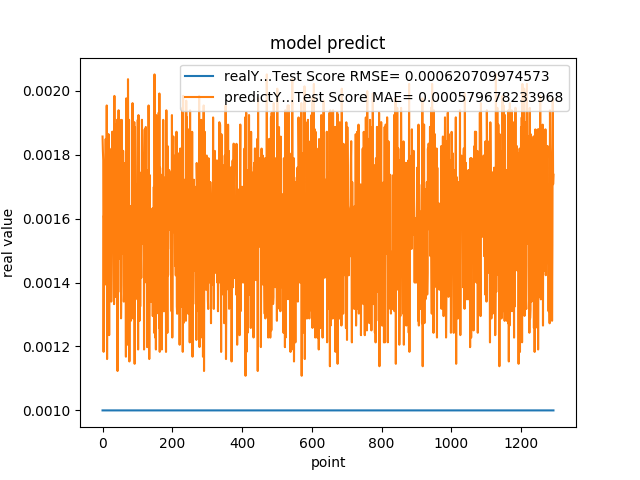 model predict
realY...Test Score RMSE= 0.000620709974573
predictY...Test Score MAE= 0.000579678233968
0.0020
0.0018
0.0016
0.0014
0.0012
0.0010
real value
0 200 400 600 800 1000 1200
point